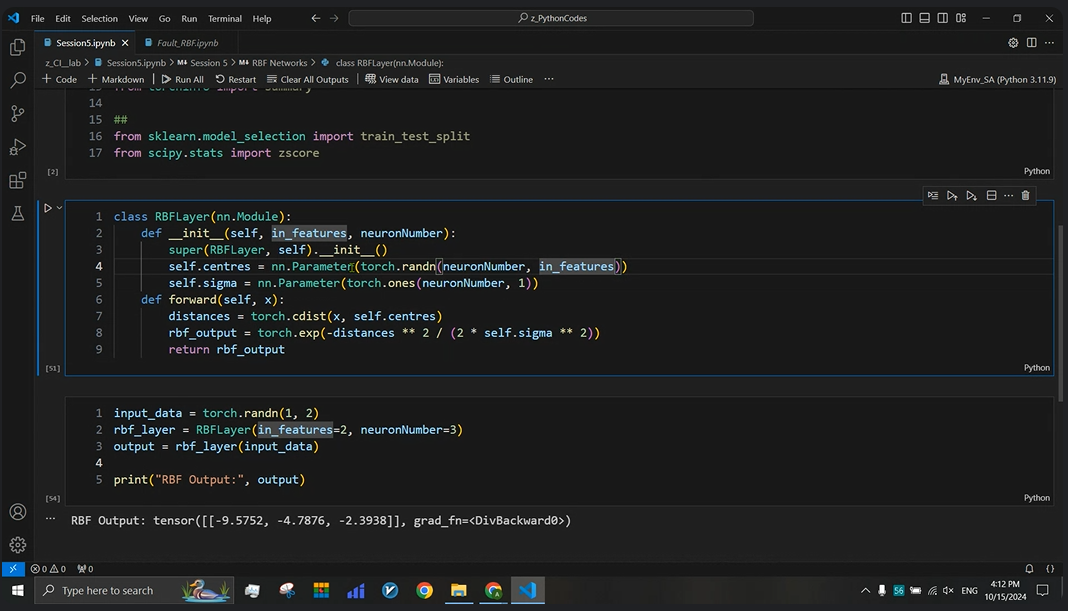 File Edit Selection View Go Run Terminal Help
z_PythonCodes
Session5.ipynb
Fault_RBF.ipynb
z_CI__lab > Session5.ipynb > M+ Session 5 > M+ RBF Networks > class RBFLayer(nn.Module):
+ Code + Markdown Run All Restart Clear All Outputs View data Variables Outline ...
MyEnv_SA (Python 3.11.9)
from torchinfo import summary
14
15 ##
16 from sklearn.model_selection import train_test_split
17 from scipy.stats import zscore
[2]
Python
1 class RBFLayer(nn.Module):
2 def __init__(self, in_features, neuronNumber):
3 super(RBFLayer, self).__init__()
4 self.centres = nn.Parameter(torch.randn(neuronNumber, in_features))
5 self.sigma = nn.Parameter(torch.ones(neuronNumber, 1))
6 def forward(self, x):
7 distances = torch.cdist(x, self.centres)
8 rbf_output = torch.exp(-distances ** 2 / (2 * self.sigma ** 2))
9 return rbf_output
[51]
Python
1 input_data = torch.randn(1, 2)
2 rbf_layer = RBFLayer(in_features=2, neuronNumber=3)
3 output = rbf_layer(input_data)
4
5 print("RBF Output:", output)
[54]
Python
... RBF Output: tensor([[-9.5752, -4.7876, -2.3938]], grad_fn=<DivBackward0>)
0 0 0
Type here to search
56
ENG
4:12 PM
10/15/2024